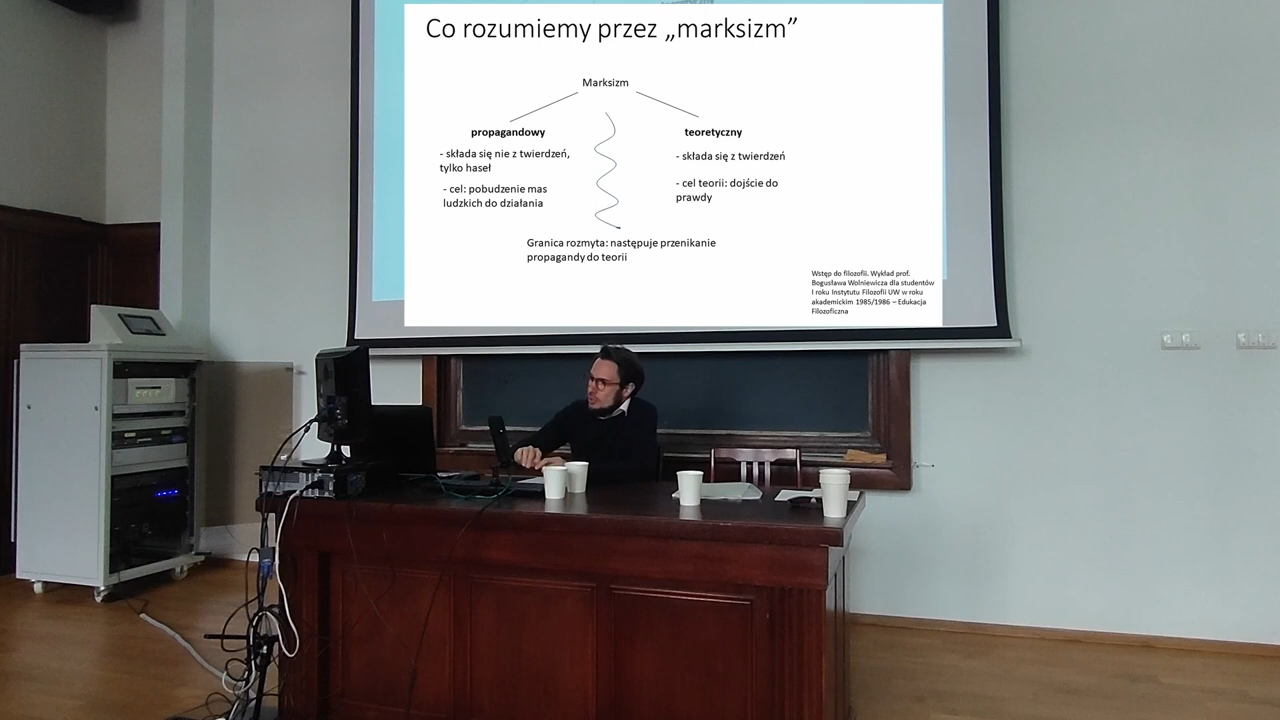 Co rozumiemy przez „marksizm”
Marksizm
propagandowy
- składa się nie z twierdzeń,
tylko haseł
- cel: pobudzenie mas
ludzkich do działania
teoretyczny
- składa się z twierdzeń
- cel teorii: dojście do
prawdy
Granica rozmyta: następuje przenikanie
propagandy do teorii
Wstęp do filozofii. Wykład prof.
Bogusława Wolniewicza dla studentów
I roku Instytutu Filozofii UW w roku
akademickim 1985/1986 – Edukacja
Filozoficzna